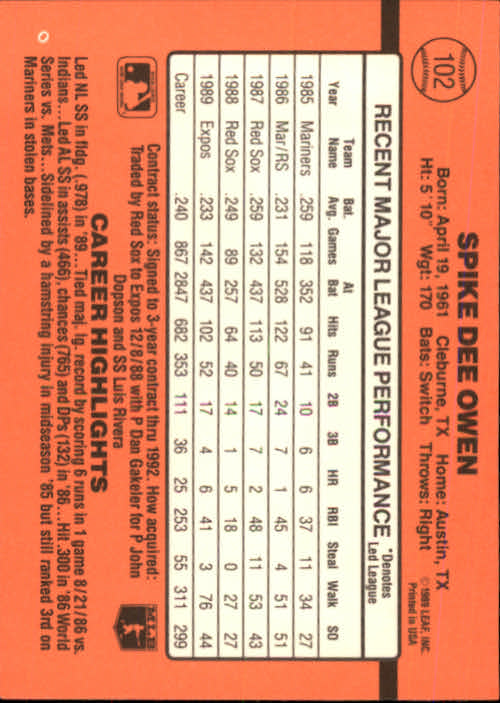 102
SPIKE DEE OWEN
Born: April 19, 1961 Cleburne, TX Home: Austin, TX
Ht: 5'10" Wgt: 170 Bats: Switch Throws: Right
© 1989 LEAF, INC.
Printed in USA
RECENT MAJOR LEAGUE PERFORMANCE *Denotes Led League
Year Team Name Bat. Avg. Games At Bat Hits Runs 2B 3B HR RBI Steal Walk SO
1985 Mariners .259 118 352 91 41 10 6 6 37 11 34 27
1986 Mar/RS .231 154 528 122 67 24 7 1 45 4 51 51
1987 Red Sox .259 132 437 113 50 17 7 2 48 11 53 43
1988 Red Sox .249 89 257 64 40 14 1 5 18 0 27 27
1989 Expos .233 142 437 102 52 17 4 6 41 3 76 44
Career .240 867 2847 682 353 111 36 25 253 55 311 299
Contract status: Signed to 3-year contract thru 1992. How acquired:
Traded by Red Sox to Expos 12/8/88 with P Dan Gakeler for P John
Dopson and SS Luis Rivera
MLB
CAREER HIGHLIGHTS
Led NL SS in fldg. (.978) in '89...Tied maj. lg. record by scoring 6 runs in 1 game 8/21/86 vs.
Indians...Led AL SS in assists (466), chances (765) and DPs (132) in '86...Hit .300 in '86 World
Series vs. Mets...Sidelined by a hamstring injury in midseason '85 but still ranked 3rd on
Mariners in stolen bases.